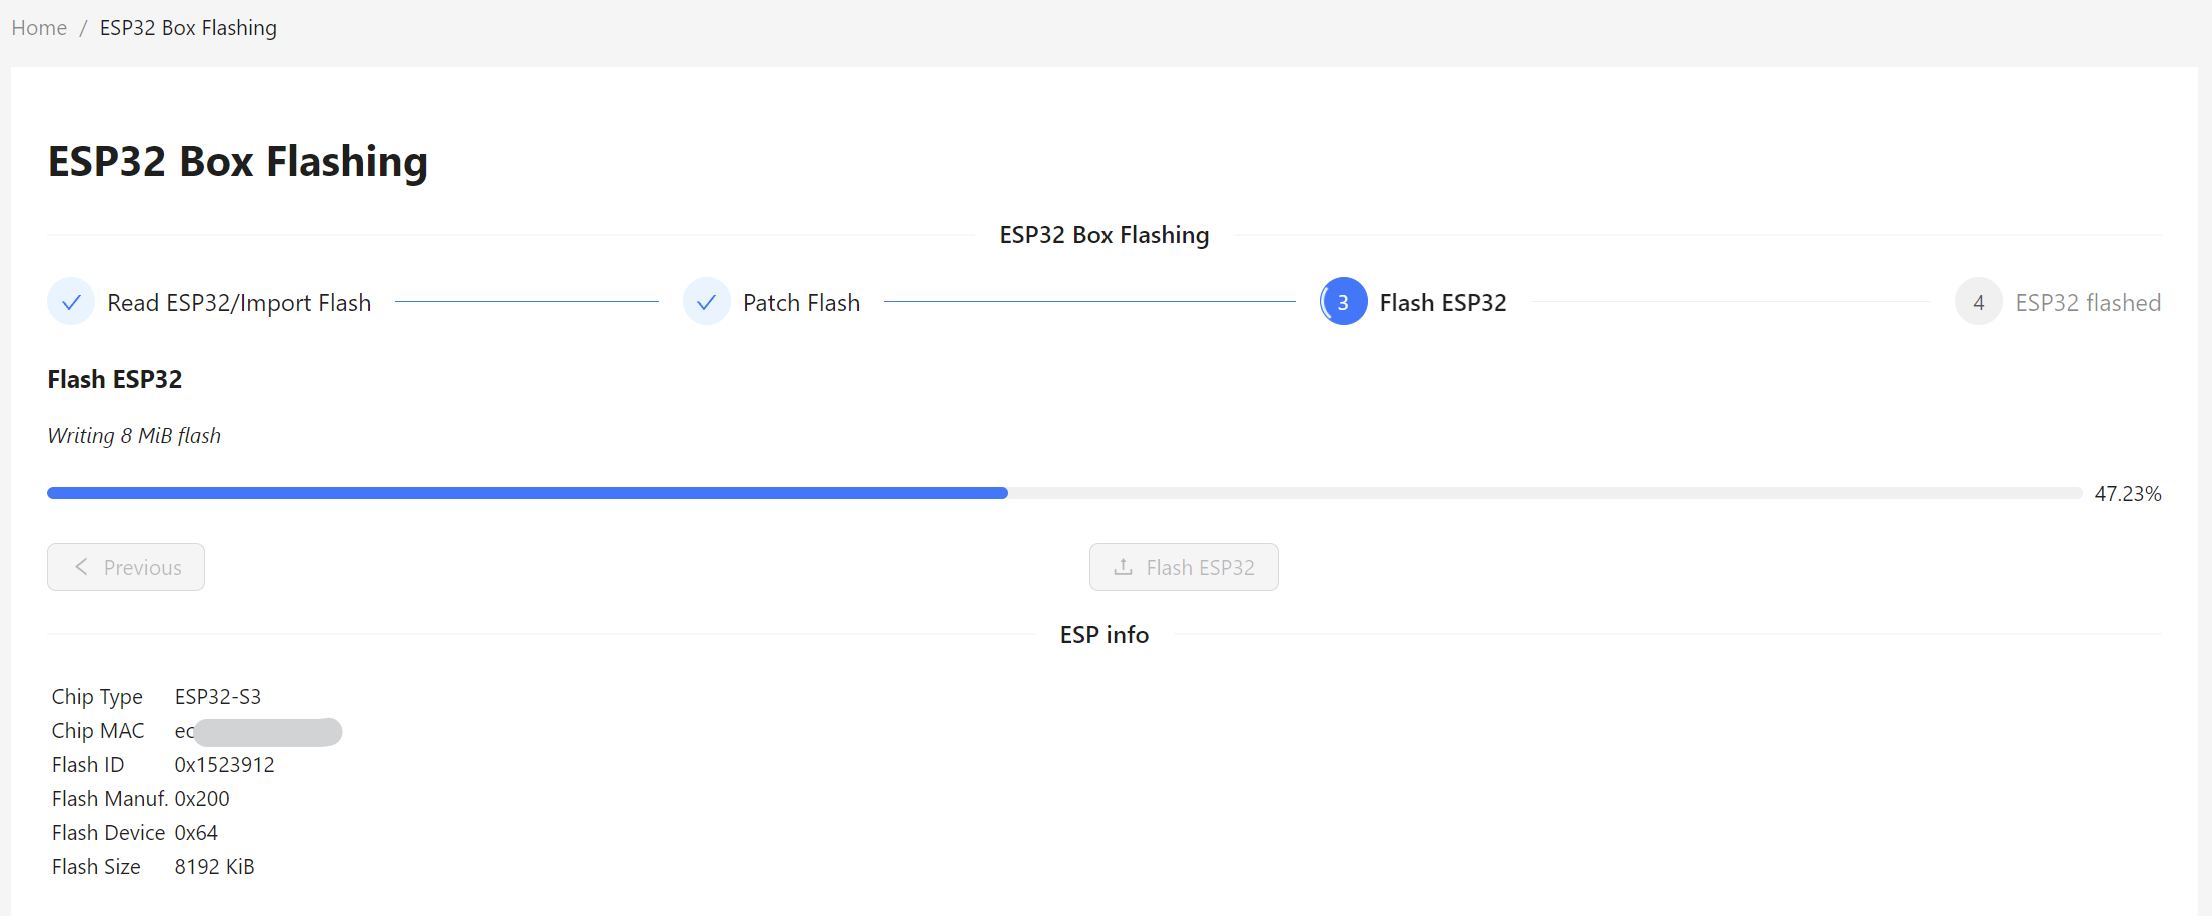 Home / ESP32 Box Flashing
ESP32 Box Flashing
ESP32 Box Flashing
Read ESP32/Import Flash
Patch Flash
3 Flash ESP32
4 ESP32 flashed
Flash ESP32
Writing 8 MiB flash
47.23%
Previous
Flash ESP32
ESP info
Chip Type ESP32-S3
Chip MAC ec
Flash ID 0x1523912
Flash Manuf. 0x200
Flash Device 0x64
Flash Size 8192 KiB